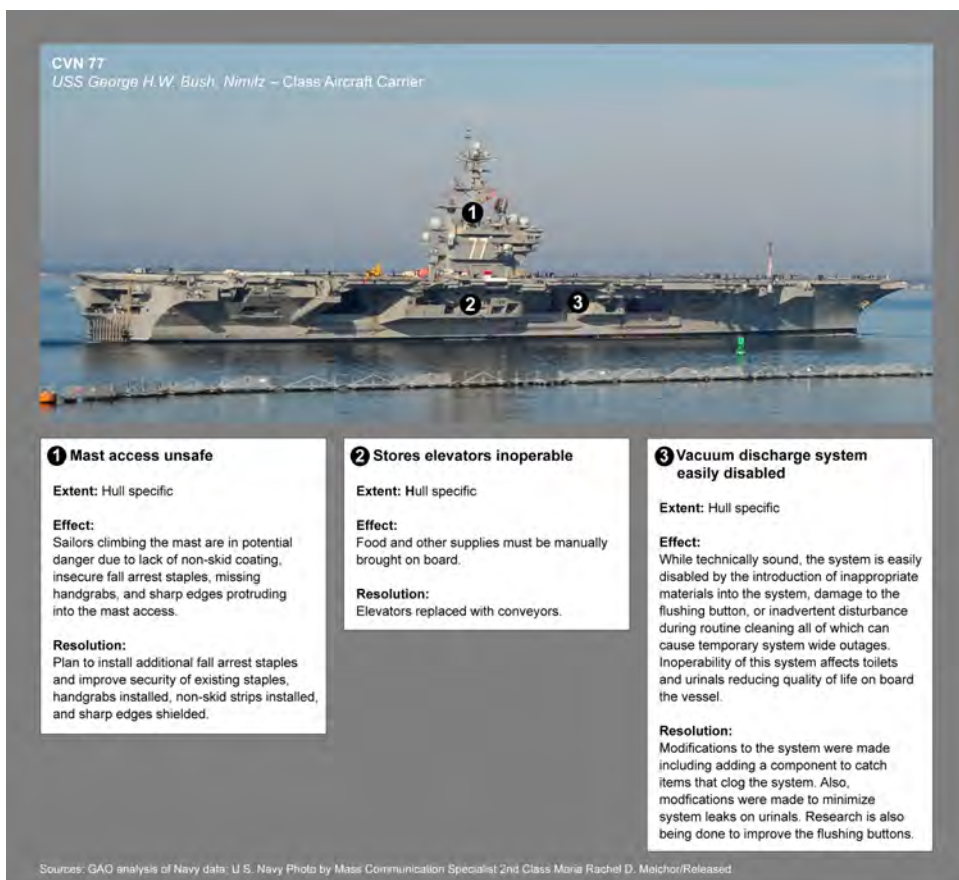 CVN 77
USS George H.W. Bush, Nimitz – Class Aircraft Carrier
1
77
2
3
1 Mast access unsafe
Extent: Hull specific
Effect:
Sailors climbing the mast are in potential
danger due to lack of non-skid coating,
insecure fall arrest staples, missing
handgrabs, and sharp edges protruding
into the mast access.
Resolution:
Plan to install additional fall arrest staples
and improve security of existing staples,
handgrabs installed, non-skid strips installed,
and sharp edges shielded.
2 Stores elevators inoperable
Extent: Hull specific
Effect:
Food and other supplies must be manually
brought on board.
Resolution:
Elevators replaced with conveyors.
3 Vacuum discharge system
easily disabled
Extent: Hull specific
Effect:
While technically sound, the system is easily
disabled by the introduction of inappropriate
materials into the system, damage to the
flushing button, or inadvertent disturbance
during routine cleaning all of which can
cause temporary system wide outages.
Inoperability of this system affects toilets
and urinals reducing quality of life on board
the vessel.
Resolution:
Modifications to the system were made
including adding a component to catch
items that clog the system. Also,
modfications were made to minimize
system leaks on urinals. Research is also
being done to improve the flushing buttons.
Sources: GAO analysis of Navy data; U.S. Navy Photo by Mass Communication Specialist 2nd Class Maria Rachel D. Melchor/Released